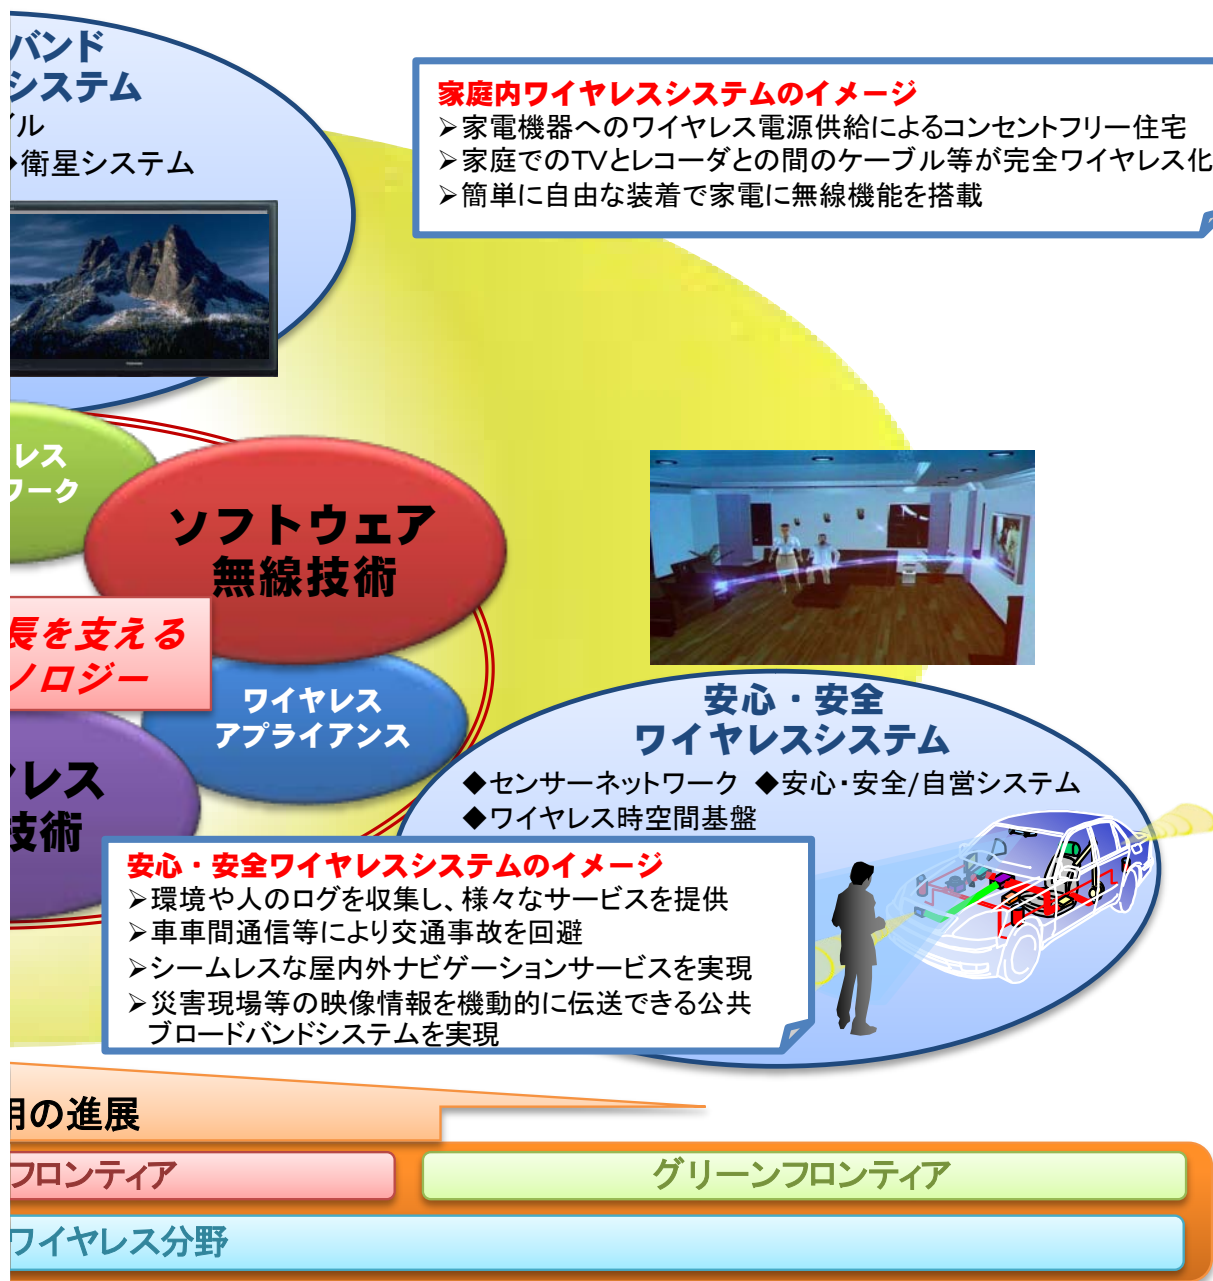 バンド
システム
イル
◆衛星システム
家庭内ワイヤレスシステムのイメージ
➢家電機器へのワイヤレス電源供給によるコンセントフリー住宅
➢家庭でのTVとレコーダとの間のケーブル等が完全ワイヤレス化
➢簡単に自由な装着で家電に無線機能を搭載
レス
ワーク
ソフトウェア
無線技術
長を支える
ノロジー
ワイヤレス
アプライアンス
レス
技術
安心・安全
ワイヤレスシステム
◆センサーネットワーク ◆安心・安全/自営システム
◆ワイヤレス時空間基盤
安心・安全ワイヤレスシステムのイメージ
➢環境や人のログを収集し、様々なサービスを提供
➢車車間通信等により交通事故を回避
➢シームレスな屋内外ナビゲーションサービスを実現
➢災害現場等の映像情報を機動的に伝送できる公共
ブロードバンドシステムを実現
用の進展
フロンティア
グリーンフロンティア
ワイヤレス分野